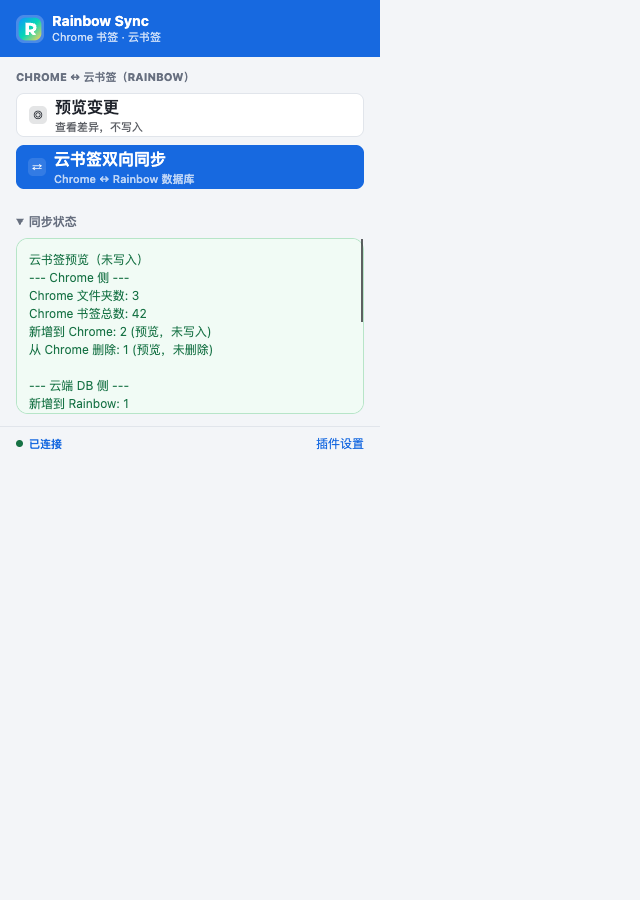 R
Rainbow Sync
Chrome 书签 · 云书签
CHROME ↔ 云书签（RAINBOW）
预览变更
查看差异，不写入
云书签双向同步
Chrome ↔ Rainbow 数据库
▼ 同步状态
云书签预览（未写入）
--- Chrome 侧 ---
Chrome 文件夹数: 3
Chrome 书签总数: 42
新增到 Chrome: 2 (预览，未写入)
从 Chrome 删除: 1 (预览，未删除)
--- 云端 DB 侧 ---
新增到 Rainbow: 1
已连接
插件设置